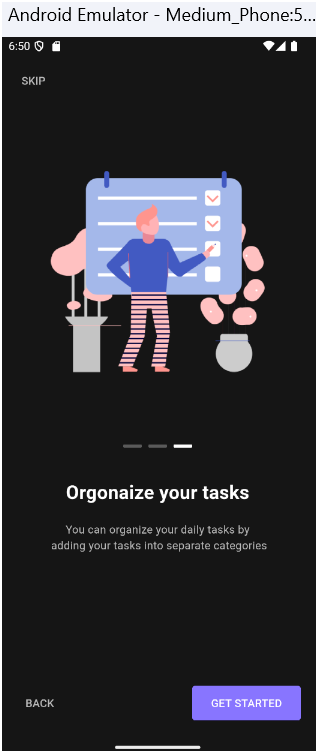 Android Emulator - Medium_Phone:5...
6:50
SKIP
Orgonaize your tasks
You can organize your daily tasks by
adding your tasks into separate categories
BACK
GET STARTED